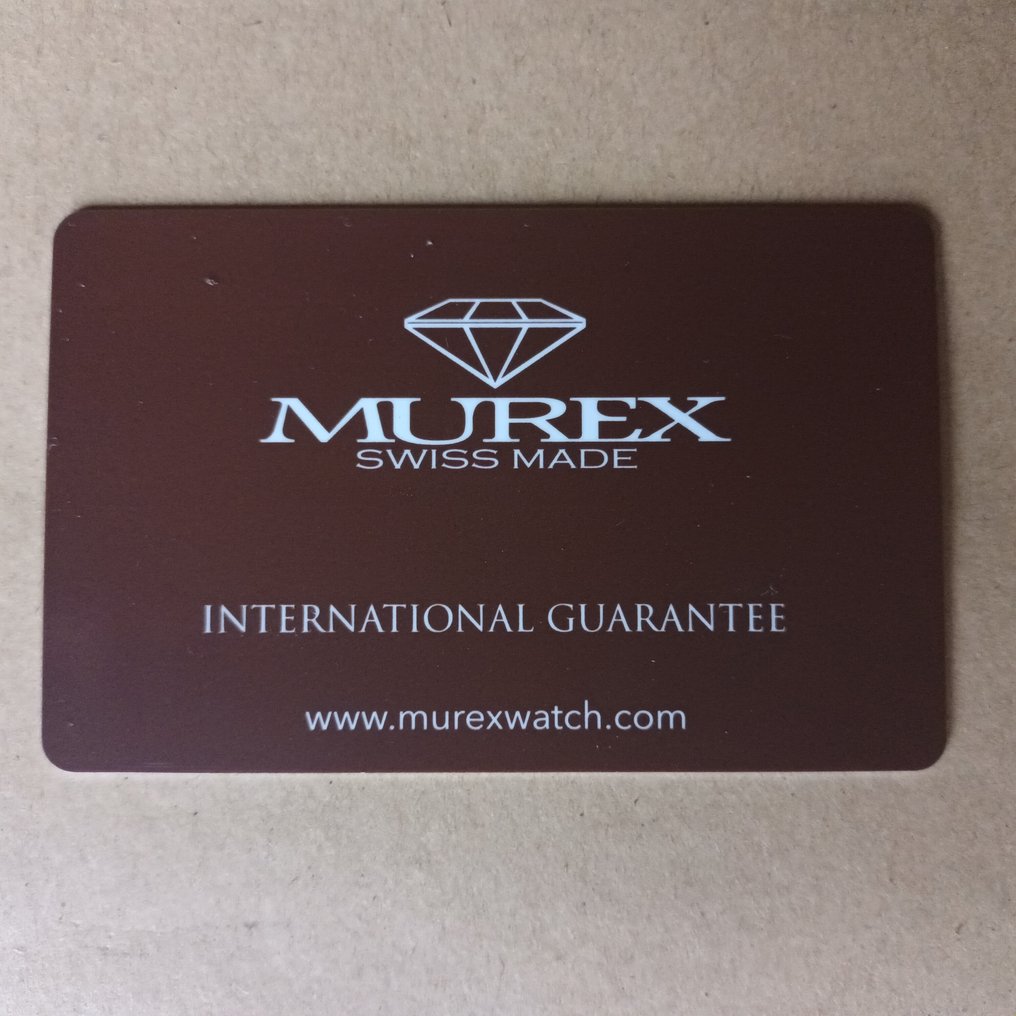 MUREX
SWISS MADE
INTERNATIONAL GUARANTEE
www.murexwatch.com